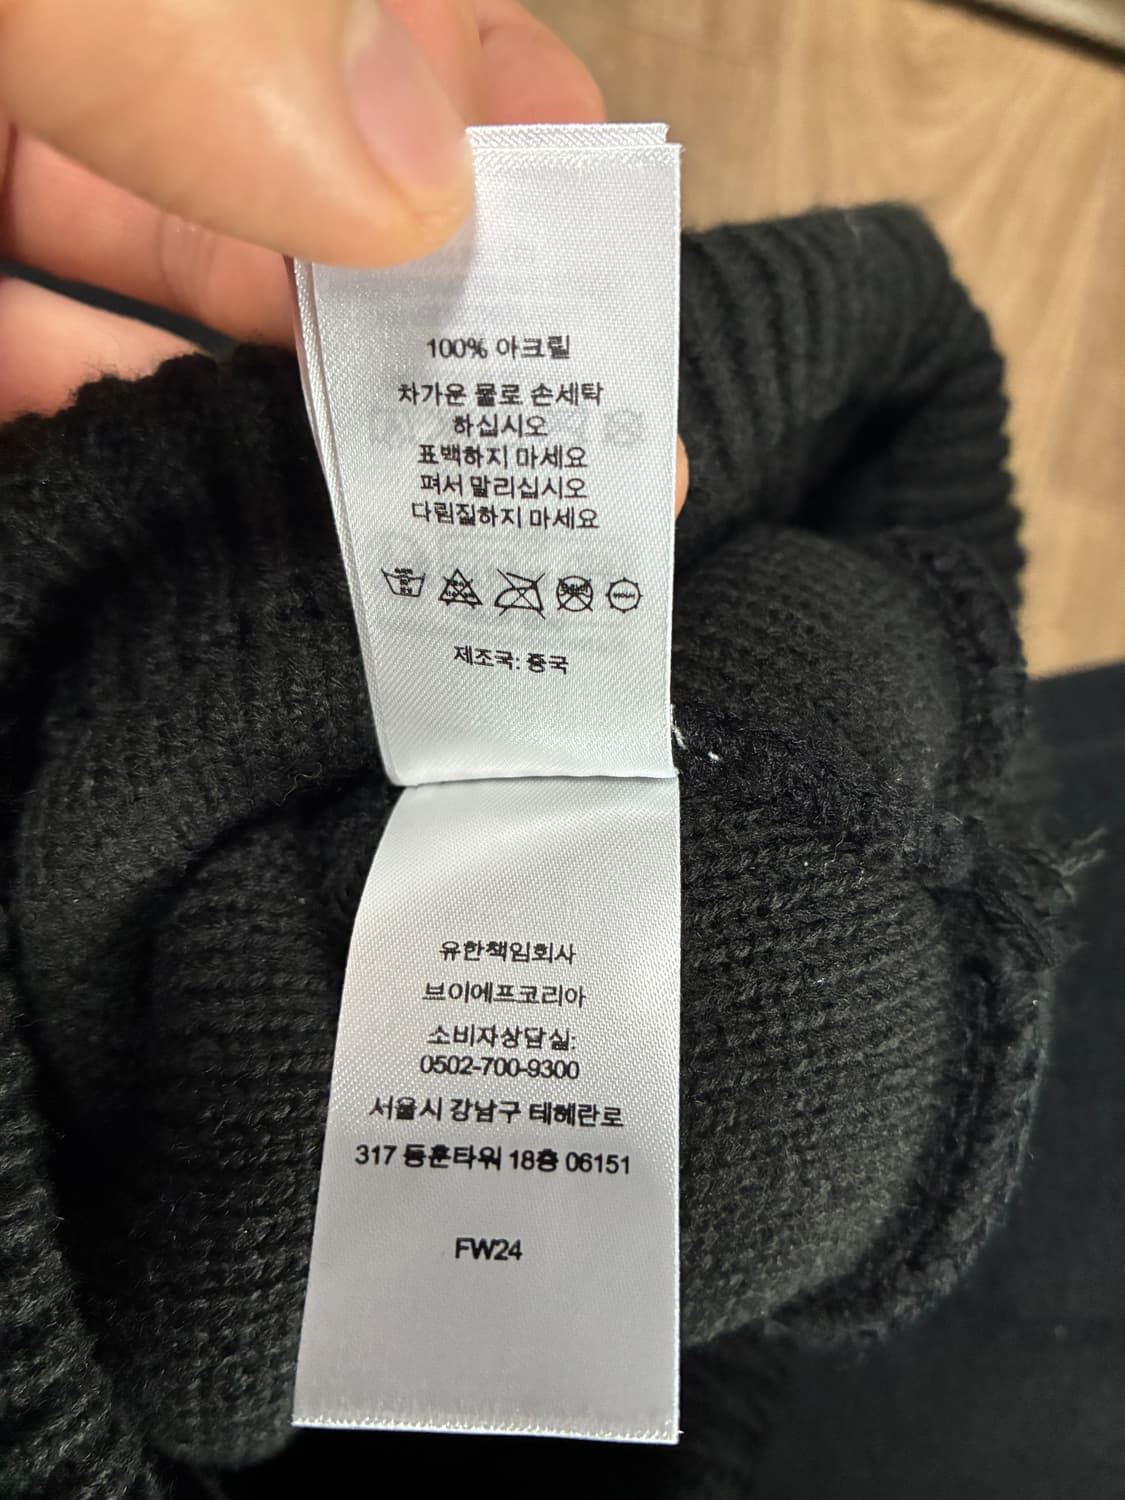 100% 아크릴
차가운 물로 손세탁
하십시오
표백하지 마세요
펴서 말리십시오
다림질하지 마세요
제조국: 중국
유한책임회사
브이에프코리아
소비자상담실:
0502-700-9300
서울시 강남구 테헤란로
317 동훈타워 18층 06151
FW24